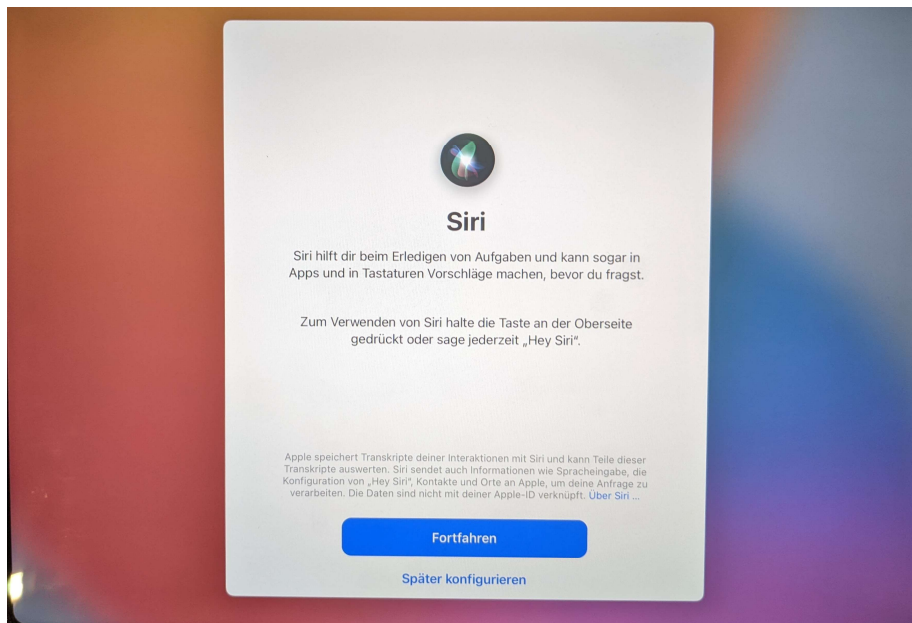 Siri
Siri hilft dir beim Erledigen von Aufgaben und kann sogar in
Apps und in Tastaturen Vorschläge machen, bevor du fragst.
Zum Verwenden von Siri halte die Taste an der Oberseite
gedrückt oder sage jederzeit „Hey Siri“.
Apple speichert Transkripte deiner Interaktionen mit Siri und kann Teile dieser
Transkripte auswerten. Siri sendet auch Informationen wie Spracheingabe, die
Konfiguration von „Hey Siri“, Kontakte und Orte an Apple, um deine Anfrage zu
verarbeiten. Die Daten sind nicht mit deiner Apple-ID verknüpft. Über Siri ...
Fortfahren
Später konfigurieren